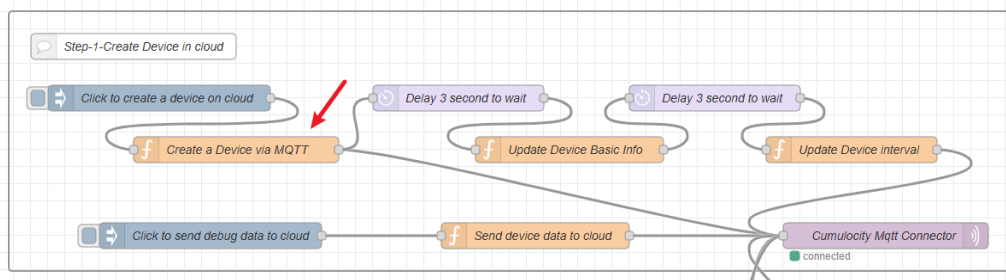 Step-1-Create Device in cloud
Click to create a device on cloud
Delay 3 second to wait
Delay 3 second to wait
Create a Device via MQTT
Update Device Basic Info
Update Device interval
Click to send debug data to cloud
Send device data to cloud
Cumulocity Mqtt Connector
connected